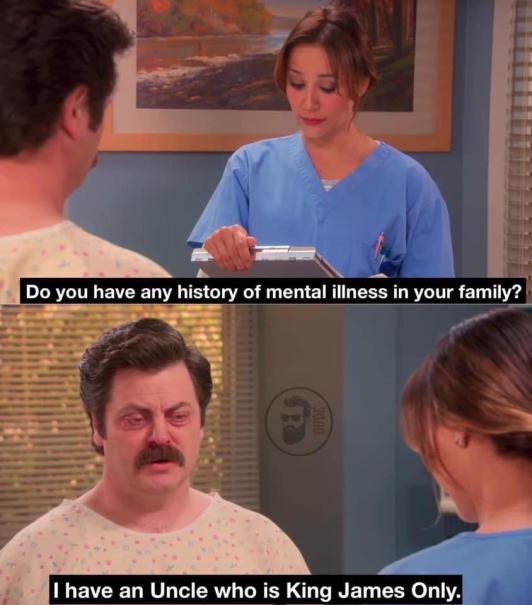 Do you have any history of mental illness in your family?
DUDE
I have an Uncle who is King James Only.